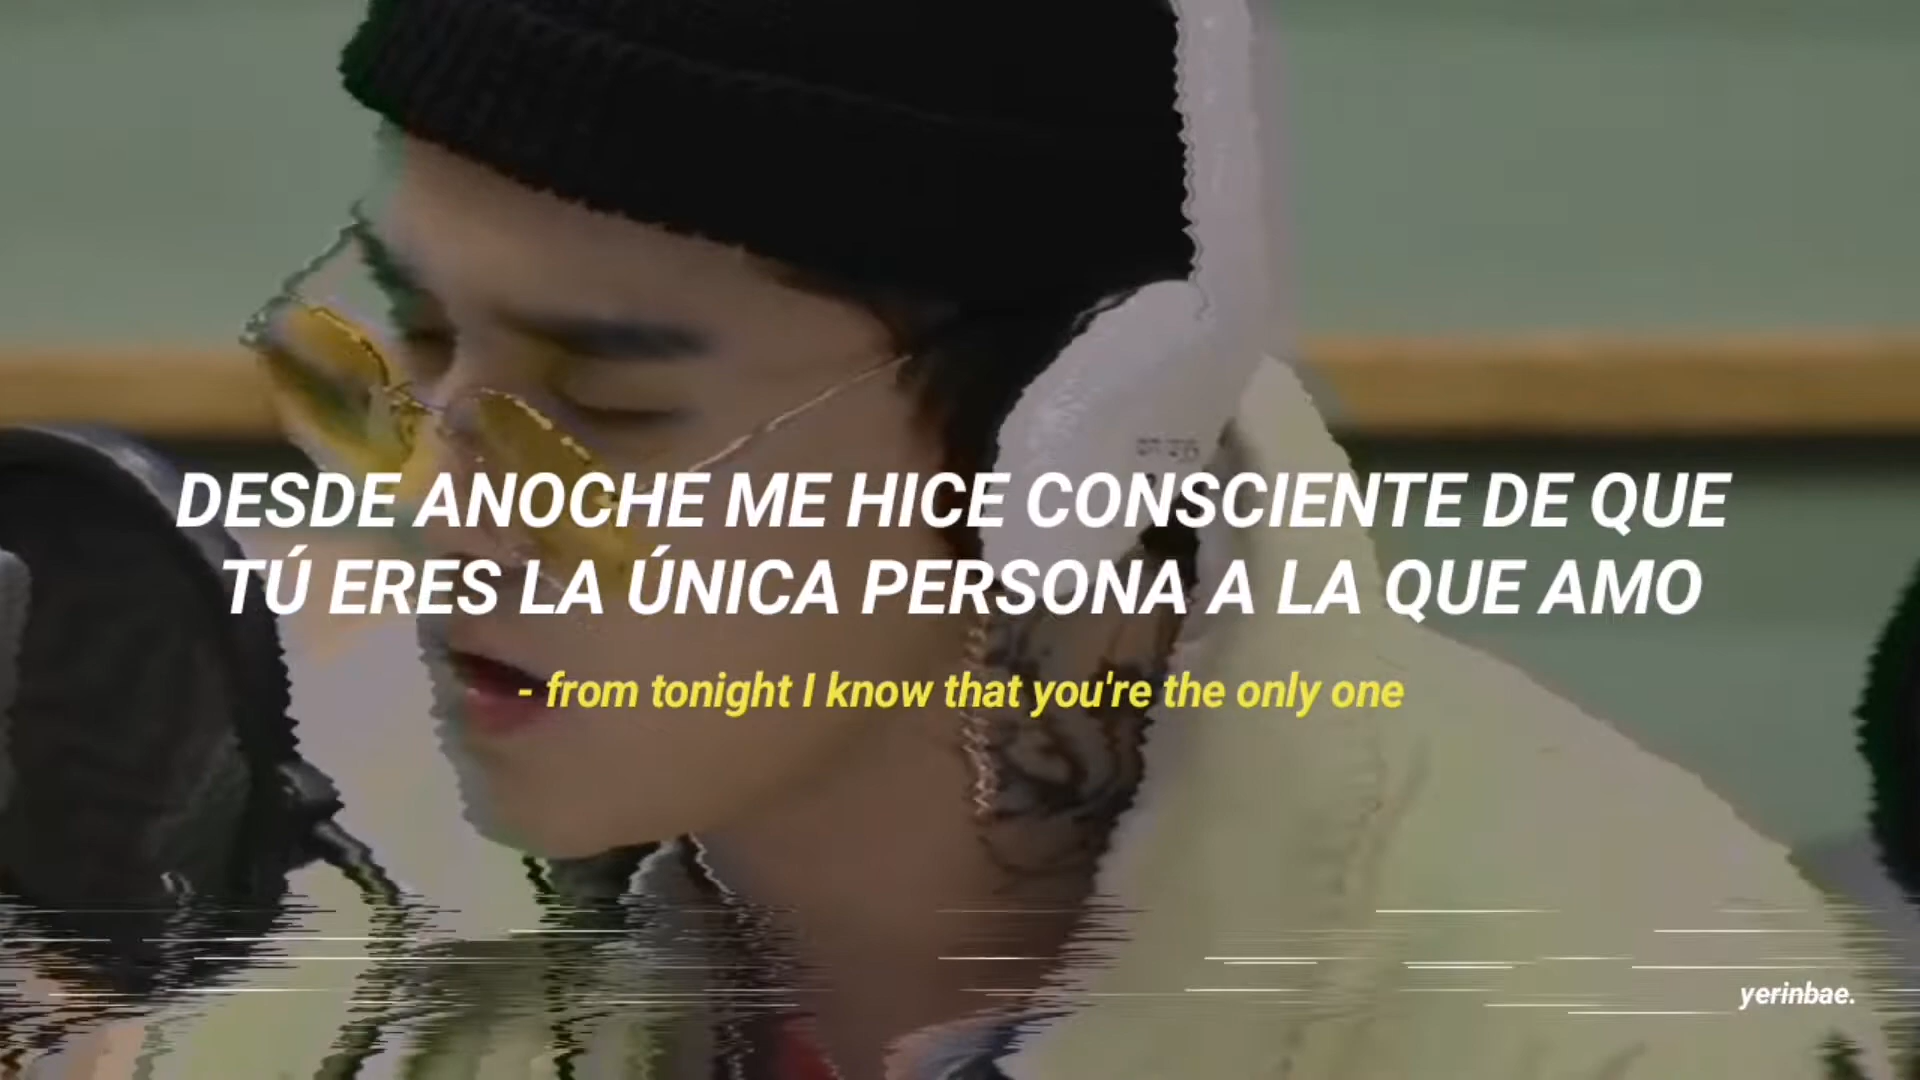 DESDE ANOCHE ME HICE CONSCIENTE DE QUE
TÚ ERES LA ÚNICA PERSONA A LA QUE AMO
- from tonight I know that you're the only one
yerinbae.